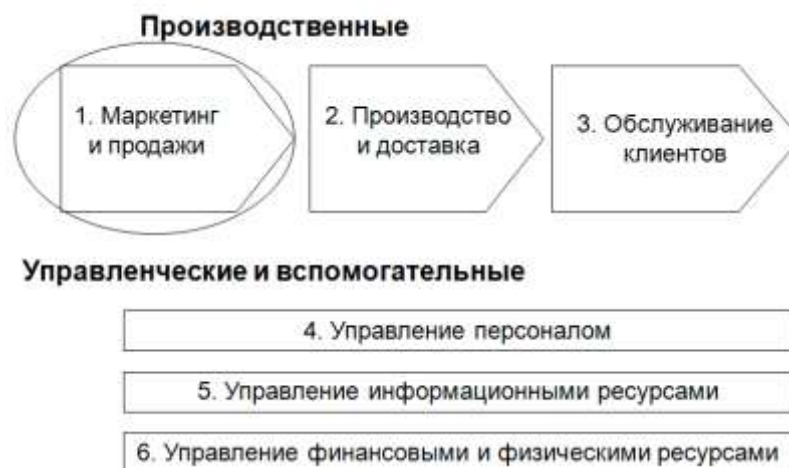 Производственные
1. Маркетинг
и продажи
2. Производство
и доставка
3. Обслуживание
клиентов
Управленческие и вспомогательные
4. Управление персоналом
5. Управление информационными ресурсами
6. Управление финансовыми и физическими ресурсами